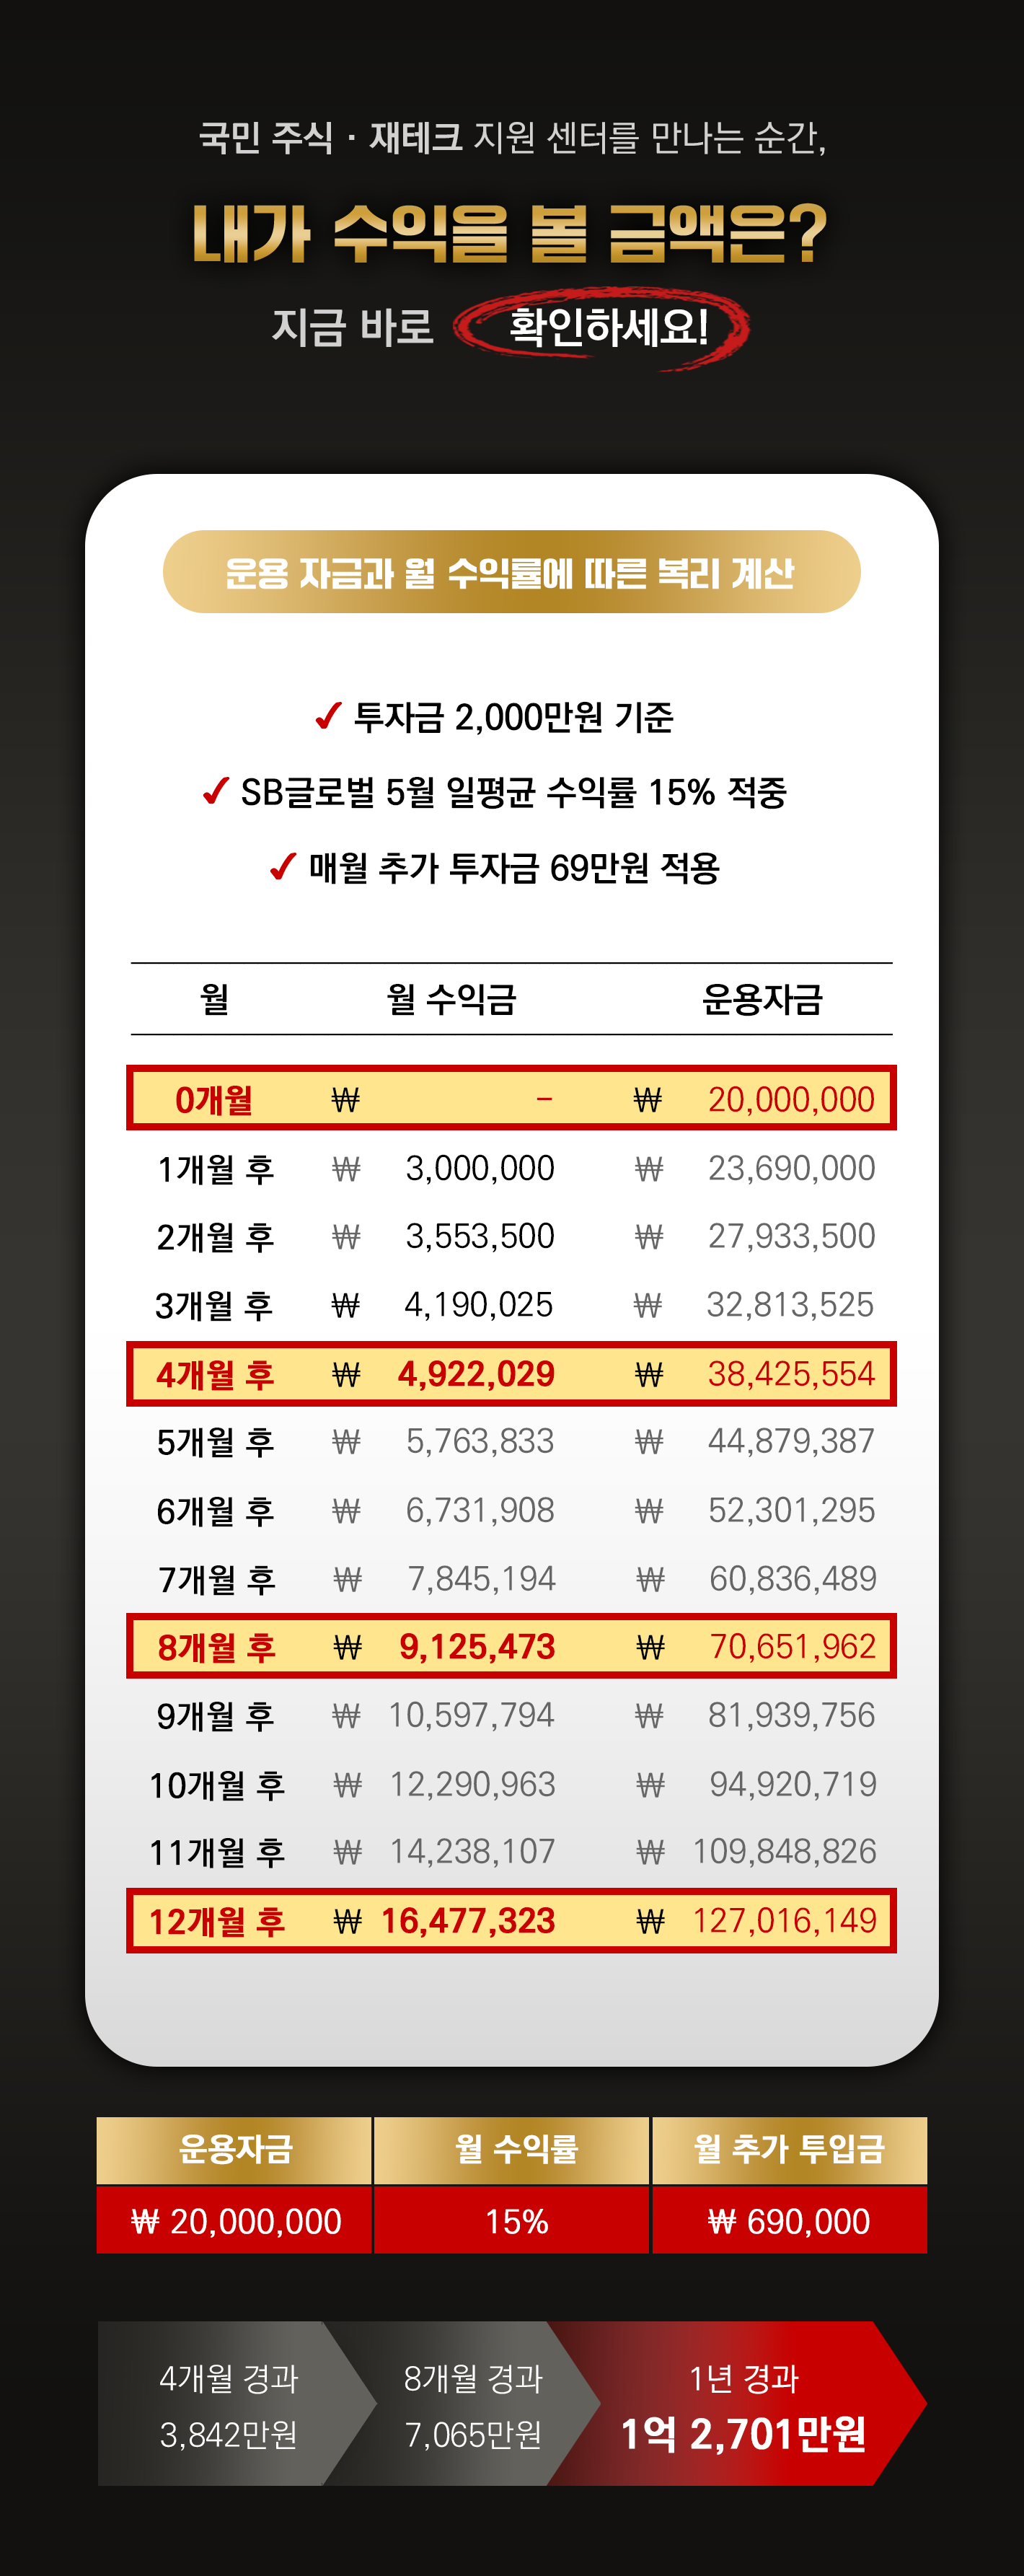 국민 주식 · 재테크 지원 센터를 만나는 순간,
내가 수익을 볼 금액은?
지금 바로 확인하세요!
운용 자금과 월 수익률에 따른 복리 계산
✓ 투자금 2,000만원 기준
✓ SB글로벌 5월 일평균 수익률 15% 적중
✓ 매월 추가 투자금 69만원 적용
월 월 수익금 운용자금
0개월 ₩ - ₩ 20,000,000
1개월 후 ₩ 3,000,000 ₩ 23,690,000
2개월 후 ₩ 3,553,500 ₩ 27,933,500
3개월 후 ₩ 4,190,025 ₩ 32,813,525
4개월 후 ₩ 4,922,029 ₩ 38,425,554
5개월 후 ₩ 5,763,833 ₩ 44,879,387
6개월 후 ₩ 6,731,908 ₩ 52,301,295
7개월 후 ₩ 7,845,194 ₩ 60,836,489
8개월 후 ₩ 9,125,473 ₩ 70,651,962
9개월 후 ₩ 10,597,794 ₩ 81,939,756
10개월 후 ₩ 12,290,963 ₩ 94,920,719
11개월 후 ₩ 14,238,107 ₩ 109,848,826
12개월 후 ₩ 16,477,323 ₩ 127,016,149
운용자금 월 수익률 월 추가 투입금
₩ 20,000,000 15% ₩ 690,000
4개월 경과 8개월 경과 1년 경과
3,842만원 7,065만원 1억 2,701만원